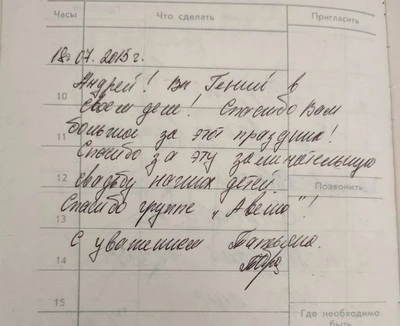 Часы Что сделать Пригласить
18.07.2015 г.
Андрей! Вы Гений в
10 своем деле! Спасибо Вам
11 большое за этот праздник!
Спасибо за эту замечательную
12 свадьбу наших детей. Позвонить
13 Спасибо группе „ "!
С уважением Татьяна.
14
15
Где необходимо
быть